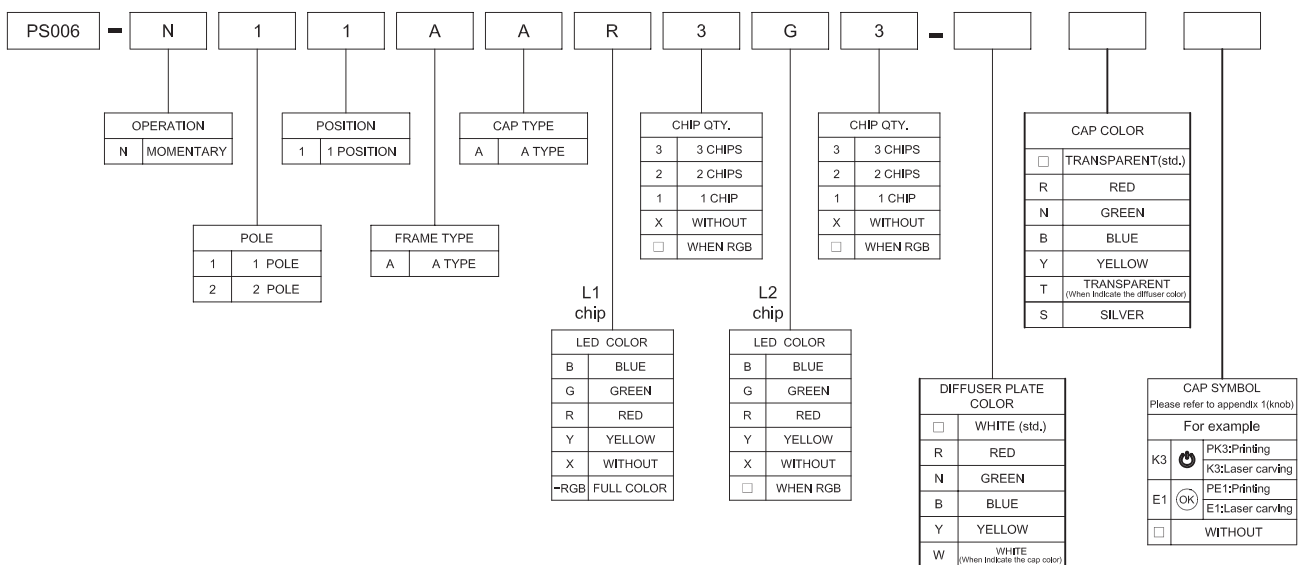 PS006 - N 1 1 A A R 3 G 3 -
OPERATION
N MOMENTARY
POLE
1 1 POLE
2 2 POLE
POSITION
1 1 POSITION
FRAME TYPE
A A TYPE
CAP TYPE
A A TYPE
L1
chip
LED COLOR
B BLUE
G GREEN
R RED
Y YELLOW
X WITHOUT
-RGB FULL COLOR
CHIP QTY.
3 3 CHIPS
2 2 CHIPS
1 1 CHIP
X WITHOUT
□ WHEN RGB
L2
chip
LED COLOR
B BLUE
G GREEN
R RED
Y YELLOW
X WITHOUT
□ WHEN RGB
CHIP QTY.
3 3 CHIPS
2 2 CHIPS
1 1 CHIP
X WITHOUT
□ WHEN RGB
DIFFUSER PLATE
COLOR
□ WHITE (std.)
R RED
N GREEN
B BLUE
Y YELLOW
W WHITE
(When Indicate the cap color)
CAP COLOR
□ TRANSPARENT(std.)
R RED
N GREEN
B BLUE
Y YELLOW
T TRANSPARENT
(When Indicate the diffuser color)
S SILVER
CAP SYMBOL
Please refer to appendix 1(knob)
For example
K3 PK3:Printing
K3:Laser carving
E1 OK PE1:Printing
E1:Laser carving
□ WITHOUT